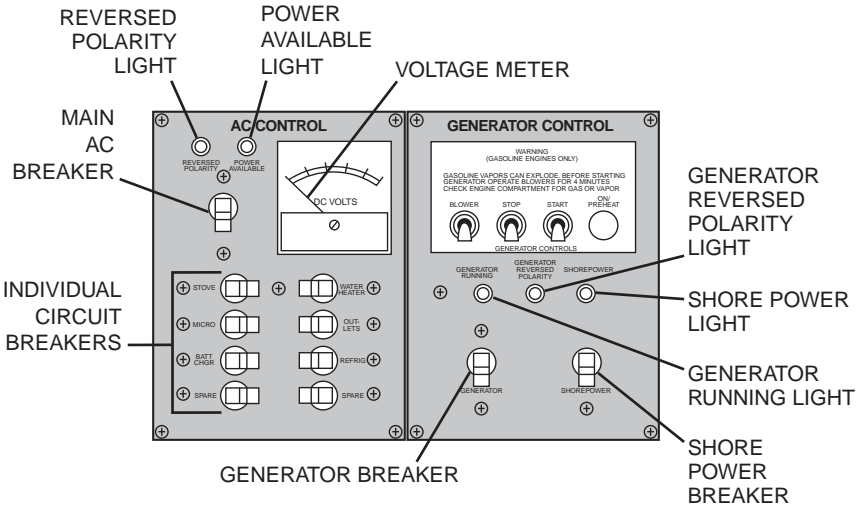 REVERSED
POLARITY
LIGHT
POWER
AVAILABLE
LIGHT
VOLTAGE METER
MAIN
AC
BREAKER
AC CONTROL
REVERSED
POLARITY
POWER
AVAILABLE
DC VOLTS
INDIVIDUAL
CIRCUIT
BREAKERS
STOVE
WATER
HEATER
MICRO
OUT-
LETS
BATT
CHGR
REFRIG
SPARE
SPARE
GENERATOR CONTROL
WARNING
(GASOLINE ENGINES ONLY)
GASOLINE VAPORS CAN EXPLODE. BEFORE STARTING
GENERATOR OPERATE BLOWERS FOR 4 MINUTES
CHECK ENGINE COMPARTMENT FOR GAS OR VAPOR
BLOWER
STOP
START
ON/
PREHEAT
GENERATOR CONTROLS
GENERATOR
RUNNING
GENERATOR
REVERSED
POLARITY
SHOREPOWER
GENERATOR
SHOREPOWER
GENERATOR
REVERSED
POLARITY
LIGHT
SHORE POWER
LIGHT
GENERATOR
RUNNING LIGHT
SHORE
POWER
BREAKER
GENERATOR BREAKER